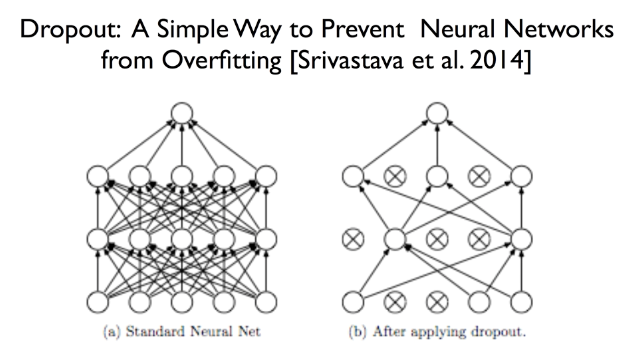 Dropout: A Simple Way to Prevent Neural Networks
from Overfitting [Srivastava et al. 2014]
(a) Standard Neural Net
(b) After applying dropout.